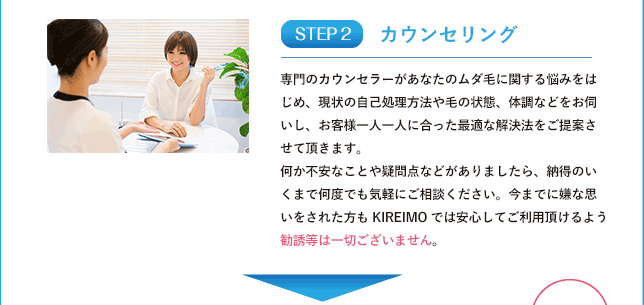 STEP 2 カウンセリング
専門のカウンセラーがあなたのムダ毛に関する悩みをは
じめ、現状の自己処理方法や毛の状態、体調などをお伺
いし、お客様一人一人に合った最適な解決法をご提案さ
せて頂きます。
何か不安なことや疑問点などがありましたら、納得のい
くまで何度でも気軽にご相談ください。今までに嫌な思
いをされた方も KIREIMO では安心してご利用頂けるよう
勧誘等は一切ございません。